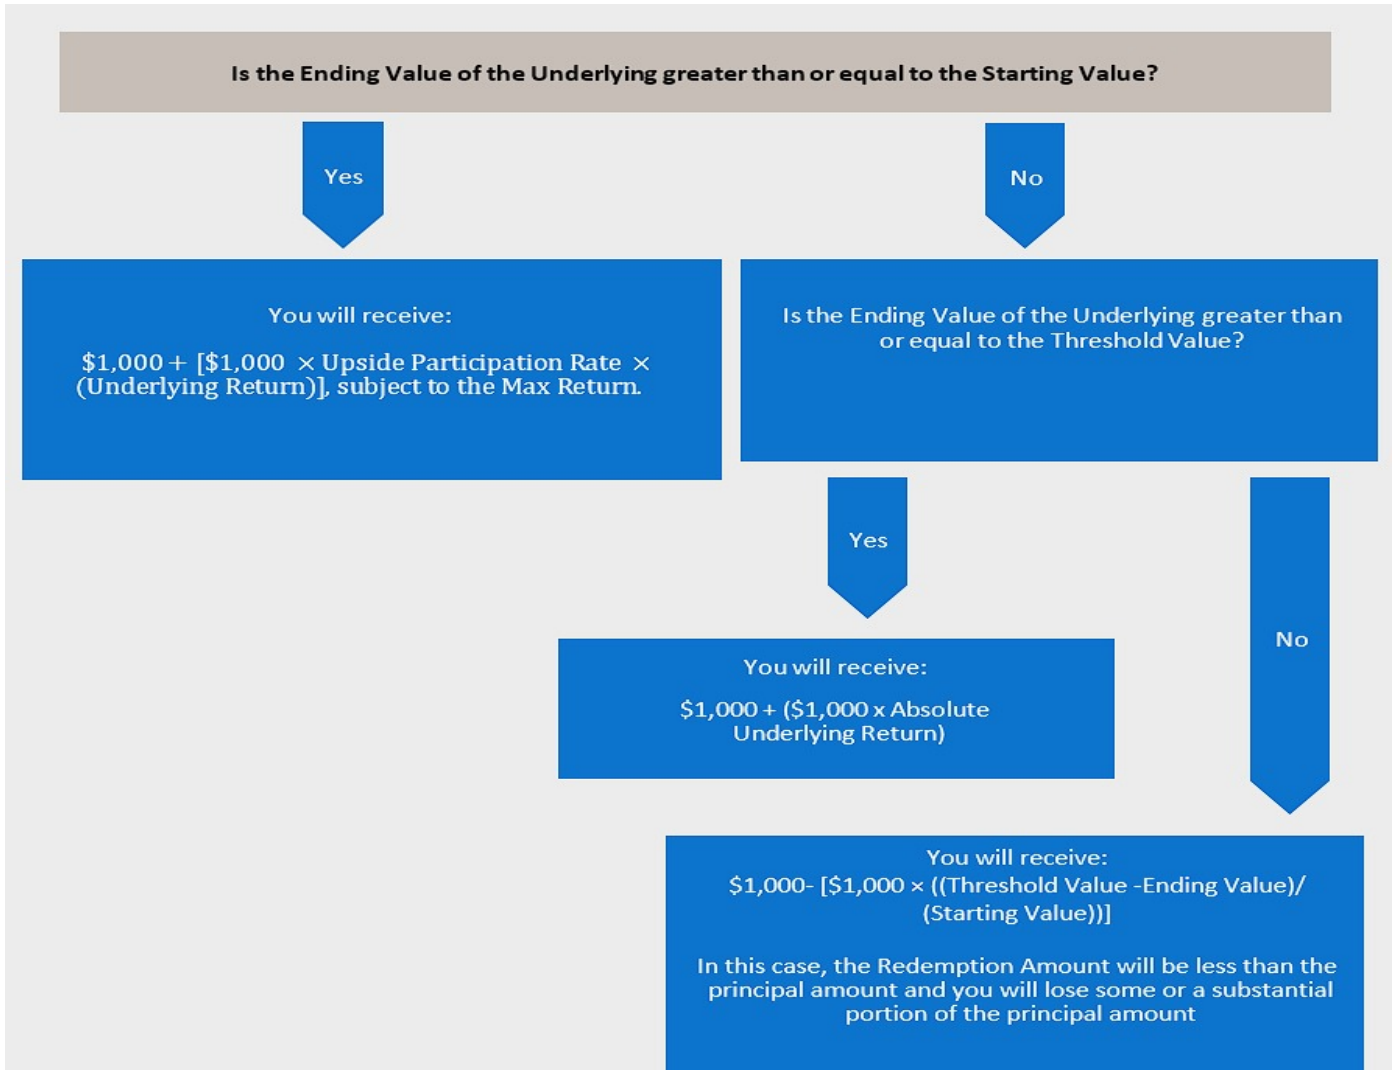 Is the Ending Value of the Underlying greater than or equal to the Starting Value?
Yes
No
You will receive:
$1,000 + [$1,000 × Upside Participation Rate ×
(Underlying Return)], subject to the Max Return.
Is the Ending Value of the Underlying greater than
or equal to the Threshold Value?
Yes
No
You will receive:
$1,000 + ($1,000 x Absolute
Underlying Return)
You will receive:
$1,000- [$1,000 × ((Threshold Value -Ending Value)/
(Starting Value))]
In this case, the Redemption Amount will be less than the
principal amount and you will lose some or a substantial
portion of the principal amount